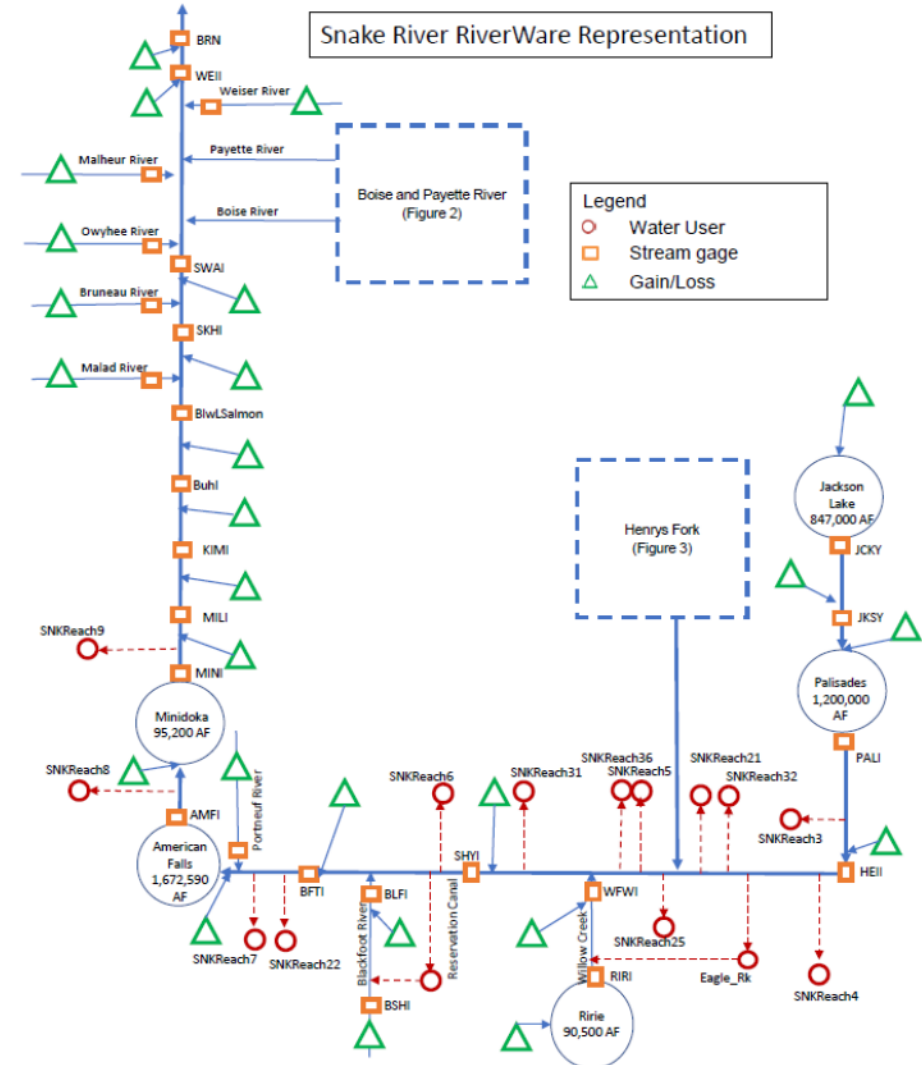 Snake River RiverWare Representation
BRN
WEII
Weiser River
Payette River
Malheur River
Boise and Payette River
(Figure 2)
Boise River
Legend
Water User
Stream gage
Gain/Loss
Owyhee River
SWAI
Bruneau River
SKHI
Malad River
BlwLSalmon
Buhl
KIMI
MILI
SNKReach9
MINI
Minidoka
95,200 AF
SNKReach8
AMFI
American
Falls
1,672,590
AF
Portneuf River
Henrys Fork
(Figure 3)
Jackson
Lake
847,000 AF
JCKY
JKSY
Palisades
1,200,000
AF
PALI
SNKReach6
SNKReach31
SNKReach36
SNKReach5
SNKReach21
SNKReach32
SNKReach3
HEII
SHYI
BFTI
BLFI
WFWI
SNKReach7
SNKReach22
Blackfoot River
Reservation Canal
BSHI
Willow Creek
SNKReach25
RIRI
Eagle_Rk
SNKReach4
Ririe
90,500 AF